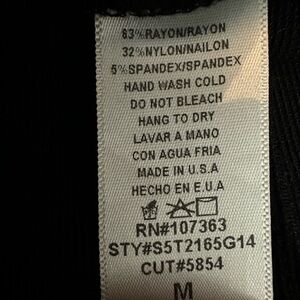 63%RAYON/RAYON
32%NYLON/NAILON
5%SPANDEX/SPANDEX
HAND WASH COLD
DO NOT BLEACH
HANG TO DRY
LAVAR A MANO
CON AGUA FRIA
MADE IN U.S.A
HECHO EN E.U.A
RN#107363
STY#S5T2165G14
CUT#5854
M